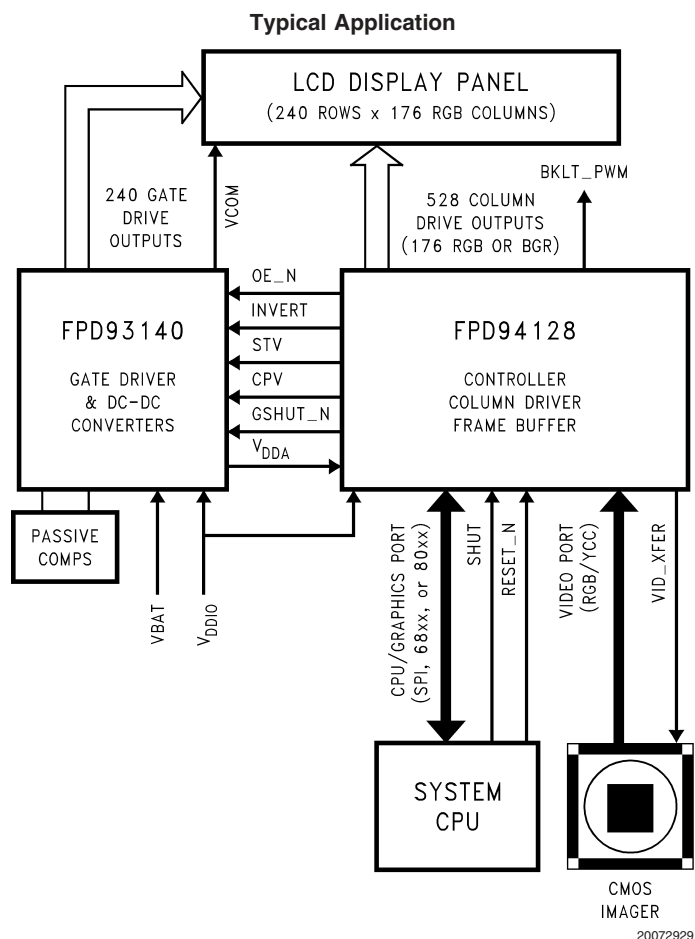 Typical Application
LCD DISPLAY PANEL
(240 ROWS x 176 RGB COLUMNS)
240 GATE
DRIVE
OUTPUTS
VCOM
528 COLUMN
DRIVE OUTPUTS
(176 RGB OR BGR)
BKLT_PWM
FPD93140
GATE DRIVER
& DC-DC
CONVERTERS
OE_N
INVERT
STV
CPV
GSHUT_N
VDDA
FPD94128
CONTROLLER
COLUMN DRIVER
FRAME BUFFER
PASSIVE
COMPS
VBAT
VDDIO
CPU/GRAPHICS PORT
(SPI, 68xx, or 80xx)
SHUT
RESET_N
VIDEO PORT
(RGB/YCC)
VID_XFER
SYSTEM
CPU
CMOS
IMAGER
20072929